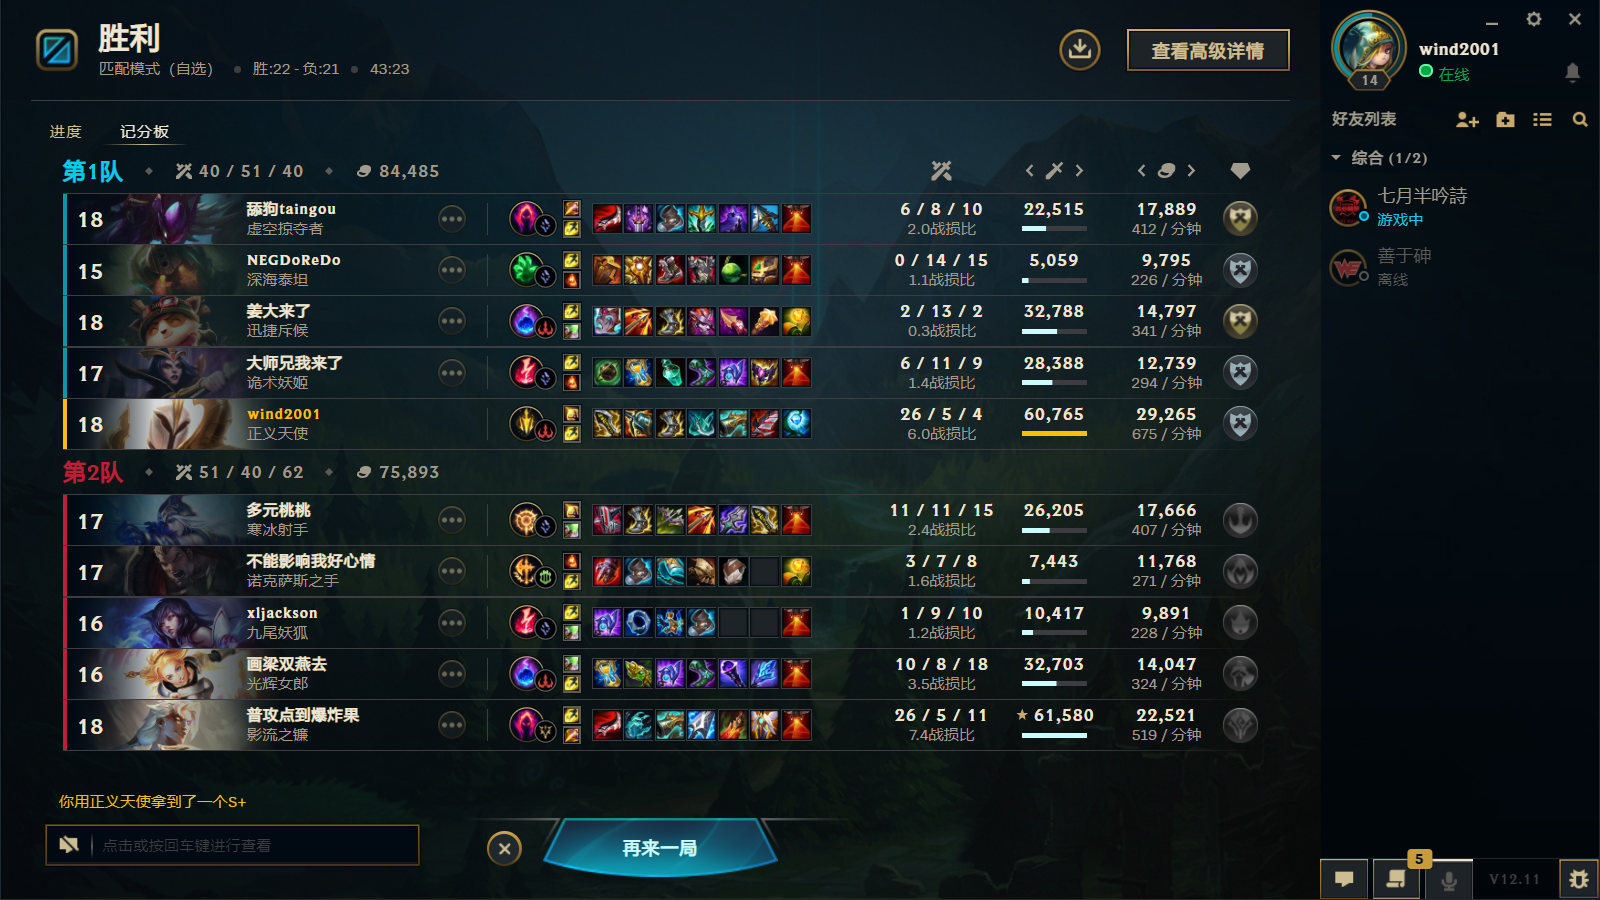 胜利
匹配模式（自选） 胜:22 - 负:21 43:23
查看高级详情
wind2001
14
在线
进度 记分板
好友列表
综合 (1/2)
七月半吟詩
游戏中
善于砷
离线
第1队 40 / 51 / 40 84,485
18 舔狗taingou 6 / 8 / 10 22,515 17,889
虚空掠夺者 2.0战损比 412 / 分钟
15 NEGDoReDo 0 / 14 / 15 5,059 9,795
深海泰坦 1.1战损比 226 / 分钟
18 姜大来了 2 / 13 / 2 32,788 14,797
迅捷斥候 0.3战损比 341 / 分钟
17 大师兄我来了 6 / 11 / 9 28,388 12,739
诡术妖姬 1.4战损比 294 / 分钟
18 wind2001 26 / 5 / 4 60,765 29,265
正义天使 6.0战损比 675 / 分钟
第2队 51 / 40 / 62 75,893
17 多元桃桃 11 / 11 / 15 26,205 17,666
寒冰射手 2.4战损比 407 / 分钟
17 不能影响我好心情 3 / 7 / 8 7,443 11,768
诺克萨斯之手 1.6战损比 271 / 分钟
16 xljackson 1 / 9 / 10 10,417 9,891
九尾妖狐 1.2战损比 228 / 分钟
16 画梁双燕去 10 / 8 / 18 32,703 14,047
光辉女郎 3.5战损比 324 / 分钟
18 普攻点到爆炸果 26 / 5 / 11 61,580 22,521
影流之镰 7.4战损比 519 / 分钟
你用正义天使拿到了一个S+
点击或按回车键进行查看
再来一局
5
V12.11